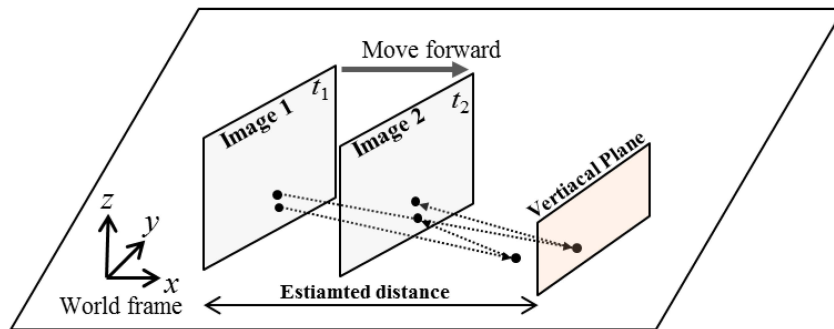 Move forward
t1
Image 1
t2
Image 2
Vertiacal Plane
z
y
x
World frame
Estiamted distance